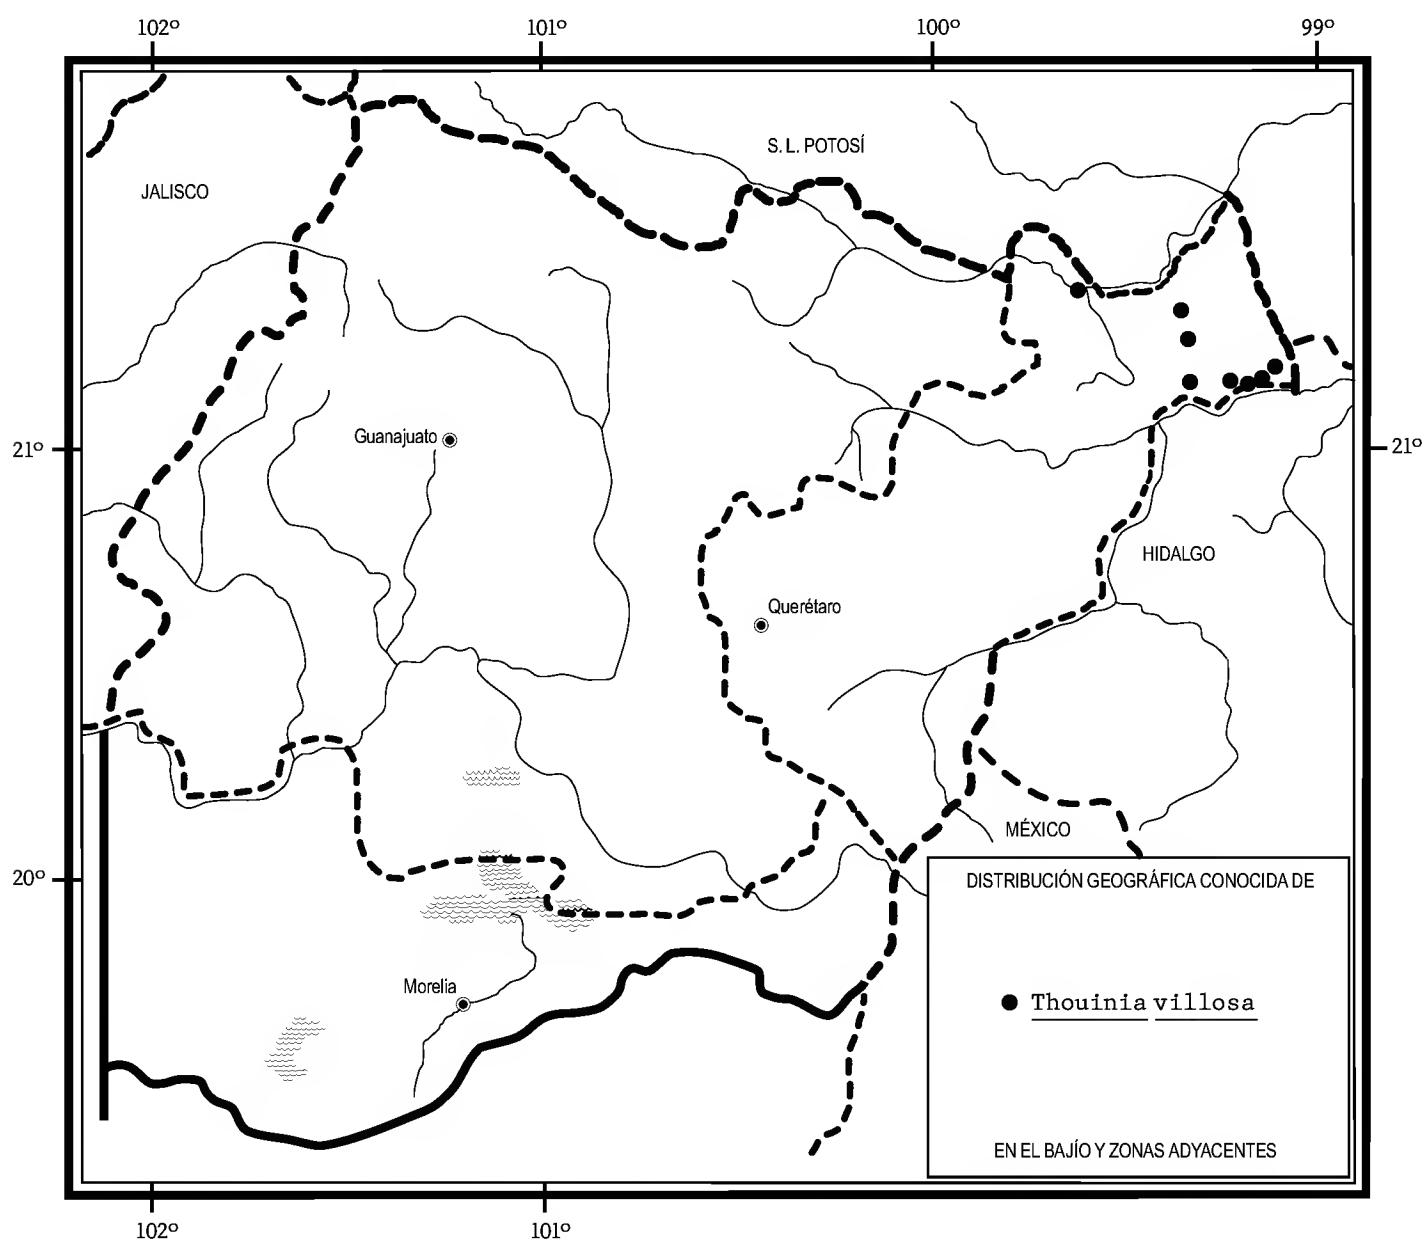 102º 101º 100º 99º
S. L. POTOSÍ
JALISCO
Guanajuato
21º 21º
HIDALGO
Querétaro
MÉXICO
20º
DISTRIBUCIÓN GEOGRÁFICA CONOCIDA DE
Morelia
Thouinia villosa
EN EL BAJÍO Y ZONAS ADYACENTES
102º 101º